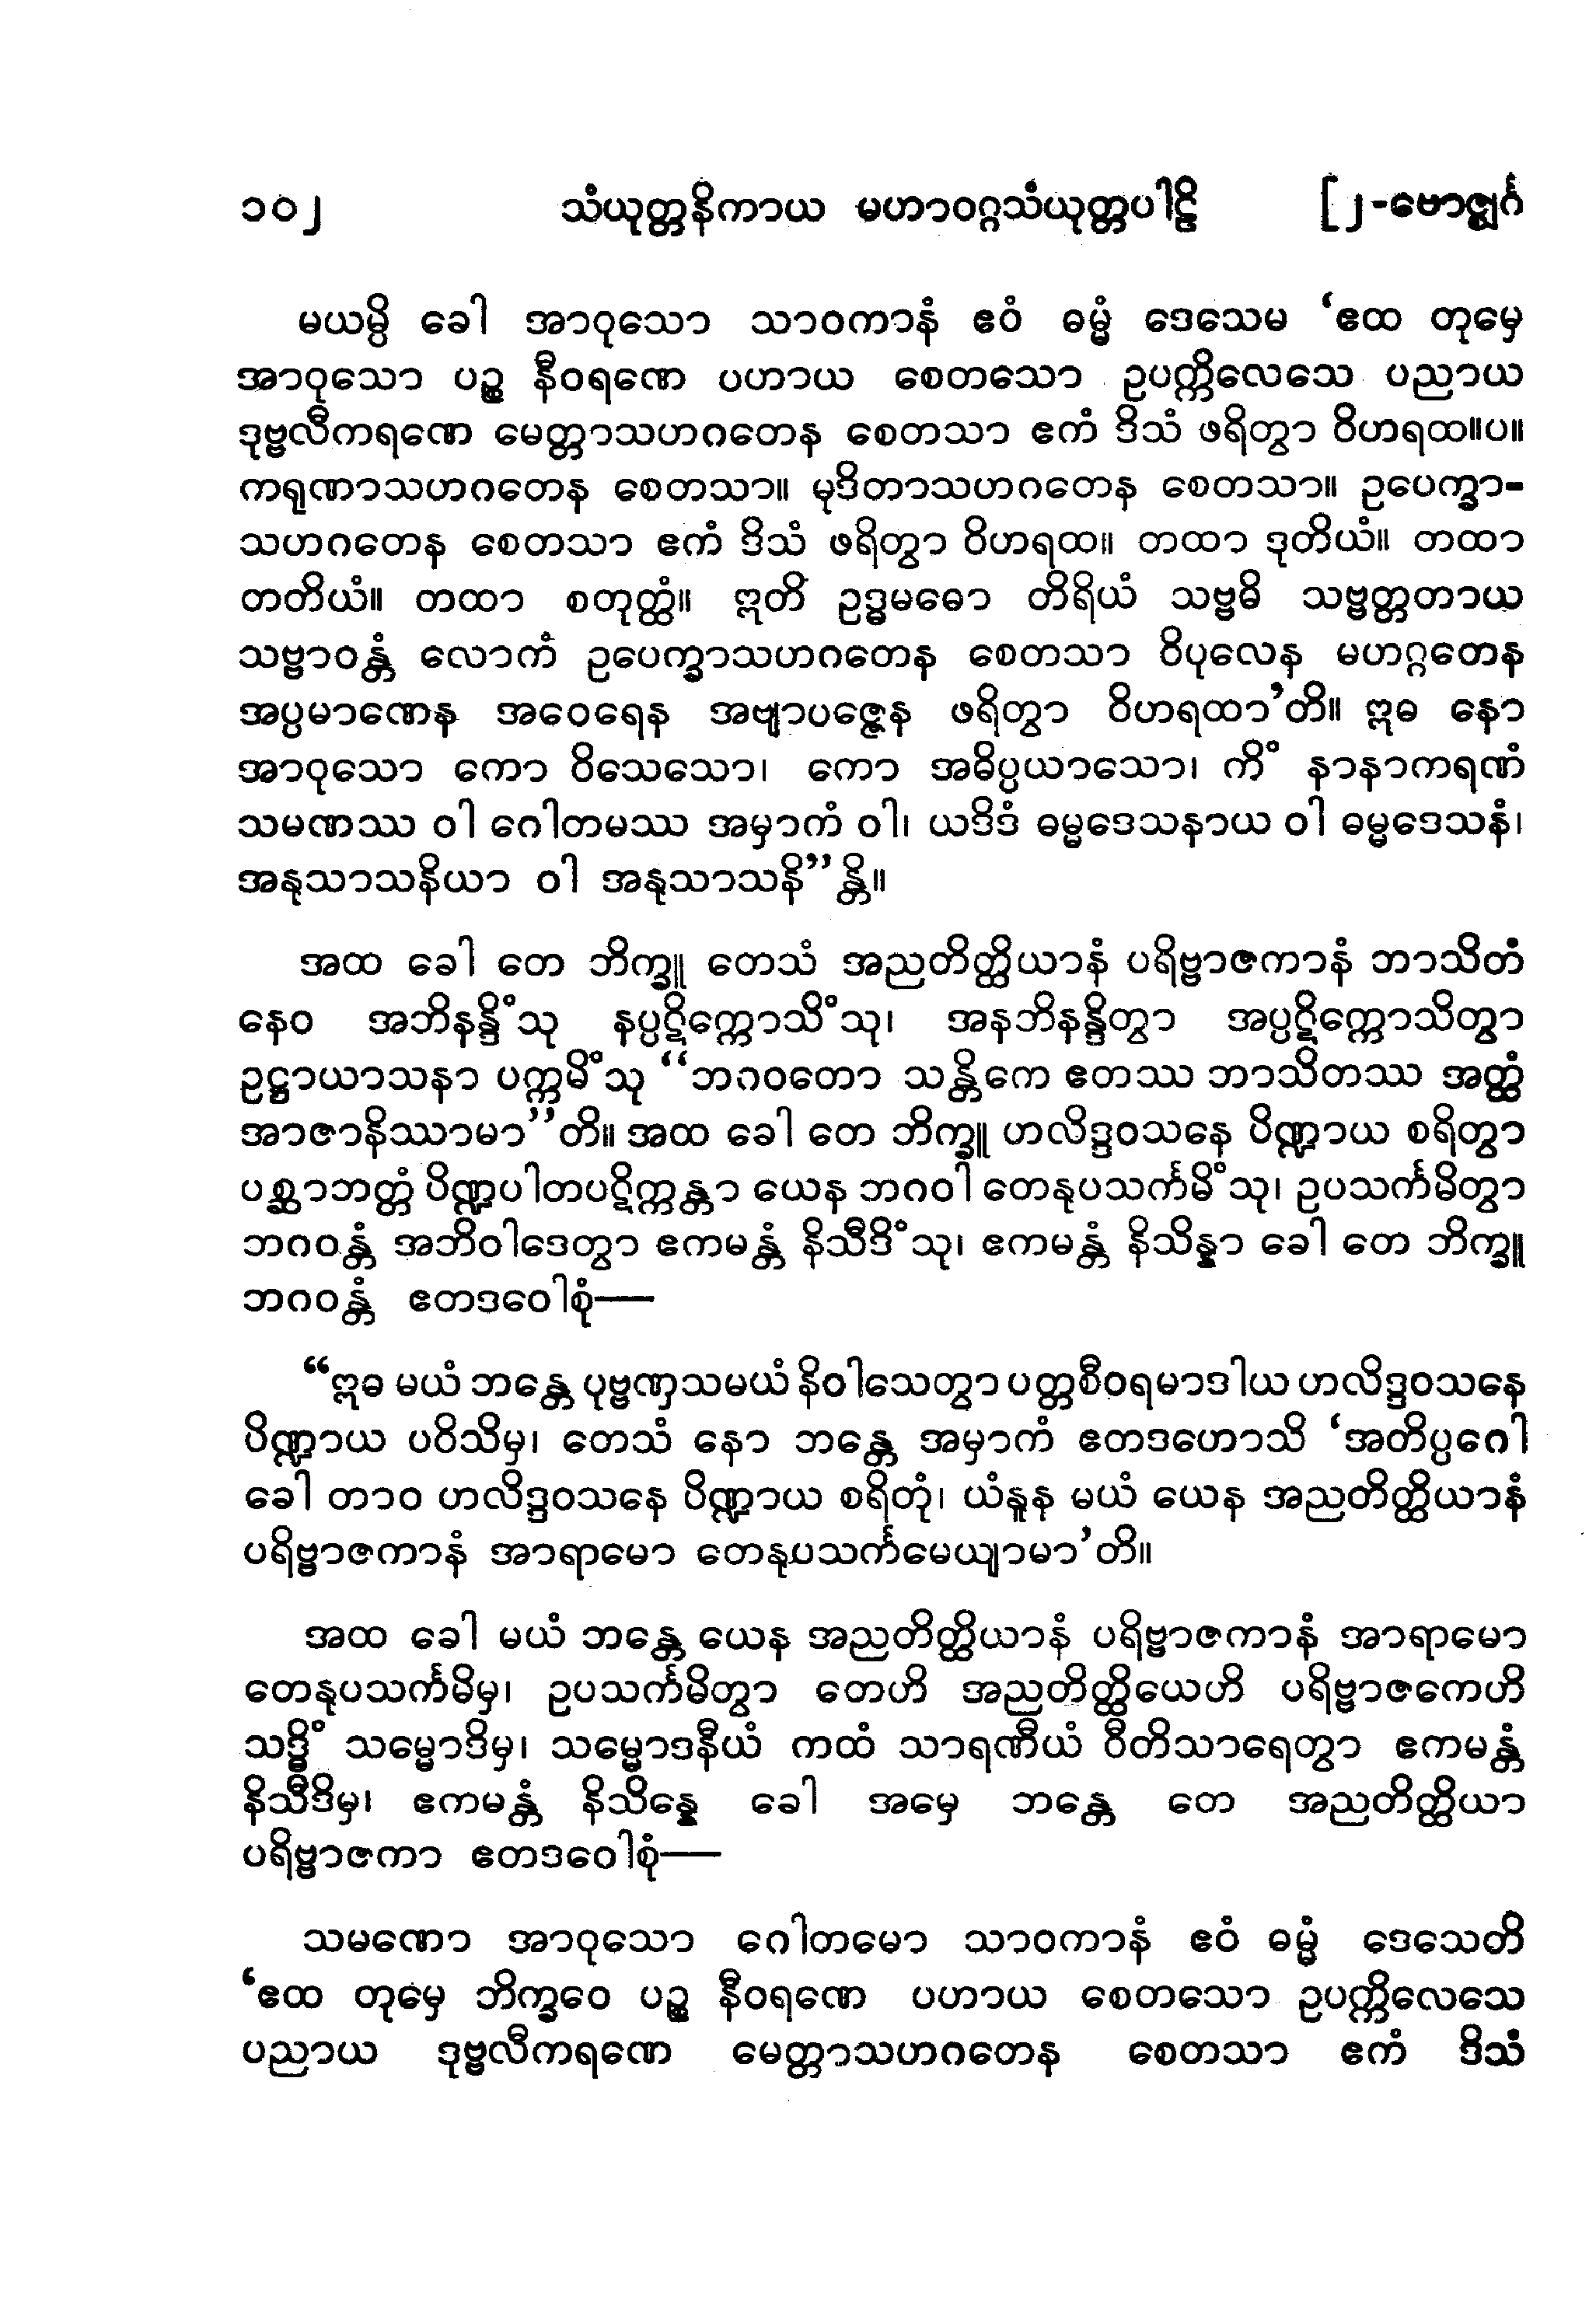 ၁၀၂ သံယုတ္တနိကာယ မဟာဝဂ္ဂသံယုတ္တပါဠိ [၂-ဗောဇ္ဈင်္ဂ
မယမ္ပိ ခေါ အာဝုသော သာဝကာနံ ဧဝံ ဓမ္မံ ဒေသေမ ‘ဧထ တုမှေ
အာဝုသော ပဉ္စ နီဝရဏေ ပဟာယ စေတသော ဥပက္ကိလေသေ ပညာယ
ဒုဗ္ဗလီကရဏေ မေတ္တာသဟဂတေန စေတသာ ဧကံ ဒိသံ ဖရိတွာ ဝိဟရထ။ပ။
ကရုဏာသဟဂတေန စေတသာ။ မုဒိတာသဟဂတေန စေတသာ။ ဥပေက္ခာ-
သဟဂတေန စေတသာ ဧကံ ဒိသံ ဖရိတွာ ဝိဟရထ။ တထာ ဒုတိယံ။ တထာ
တတိယံ။ တထာ စတုတ္ထံ။ ဣတိ ဥဒ္ဓမဓော တိရိယံ သဗ္ဗဓိ သဗ္ဗတ္တတာယ
သဗ္ဗာဝန္တံ လောကံ ဥပေက္ခာသဟဂတေန စေတသာ ဝိပုလေန မဟဂ္ဂတေန
အပ္ပမာဏေန အဝေရေန အဗျာပဇ္ဇေန ဖရိတွာ ဝိဟရထာ’တိ။ ဣဓ နော
အာဝုသော ကော ဝိသေသော၊ ကော အဓိပ္ပယာသော၊ ကိံ နာနာကရဏံ
သမဏဿ ဝါ ဂေါတမဿ အမှာကံ ဝါ၊ ယဒိဒံ ဓမ္မဒေသနာယ ဝါ ဓမ္မဒေသနံ၊
အနုသာသနိယာ ဝါ အနုသာသနိ”န္တိ။
အထ ခေါ တေ ဘိက္ခူ တေသံ အညတိတ္ထိယာနံ ပရိဗ္ဗာဇကာနံ ဘာသိတံ
နေဝ အဘိနန္ဒိံသု နပ္ပဋိက္ကောသိံသု၊ အနဘိနန္ဒိတွာ အပ္ပဋိက္ကောသိတွာ
ဥဋ္ဌာယာသနာ ပက္ကမိံသု “ဘဂဝတော သန္တိကေ ဧတဿ ဘာသိတဿ အတ္ထံ
အာဇာနိဿာမာ”တိ။ အထ ခေါ တေ ဘိက္ခူ ဟလိဒ္ဒဝသနေ ပိဏ္ဍာယ စရိတွာ
ပစ္ဆာဘတ္တံ ပိဏ္ဍပါတပဋိက္ကန္တာ ယေန ဘဂဝါ တေနုပသင်္ကမိံသု၊ ဥပသင်္ကမိတွာ
ဘဂဝန္တံ အဘိဝါဒေတွာ ဧကမန္တံ နိသီဒိံသု၊ ဧကမန္တံ နိသိန္နာ ခေါ တေ ဘိက္ခူ
ဘဂဝန္တံ ဧတဒဝေါစုံ—
“ဣဓ မယံ ဘန္တေ ပုဗ္ဗဏှသမယံ နိဝါသေတွာ ပတ္တစီဝရမာဒါယ ဟလိဒ္ဒဝသနေ
ပိဏ္ဍာယ ပဝိသိမှ၊ တေသံ နော ဘန္တေ အမှာကံ ဧတဒဟောသိ ‘အတိပ္ပဂေါ
ခေါ တာဝ ဟလိဒ္ဒဝသနေ ပိဏ္ဍာယ စရိတုံ၊ ယံနူန မယံ ယေန အညတိတ္ထိယာနံ
ပရိဗ္ဗာဇကာနံ အာရာမော တေနုပသင်္ကမေယျာမာ’တိ။
အထ ခေါ မယံ ဘန္တေ ယေန အညတိတ္ထိယာနံ ပရိဗ္ဗာဇကာနံ အာရာမော
တေနုပသင်္ကမိမှ၊ ဥပသင်္ကမိတွာ တေဟိ အညတိတ္ထိယေဟိ ပရိဗ္ဗာဇကေဟိ
သဒ္ဓိံ သမ္မောဒိမှ၊ သမ္မောဒနီယံ ကထံ သာရဏီယံ ဝီတိသာရေတွာ ဧကမန္တံ
နိသီဒိမှ၊ ဧကမန္တံ နိသိန္နေ ခေါ အမှေ ဘန္တေ တေ အညတိတ္ထိယာ
ပရိဗ္ဗာဇကာ ဧတဒဝေါစုံ—
သမဏော အာဝုသော ဂေါတမော သာဝကာနံ ဧဝံ ဓမ္မံ ဒေသေတိ
‘ဧထ တုမှေ ဘိက္ခဝေ ပဉ္စ နီဝရဏေ ပဟာယ စေတသော ဥပက္ကိလေသေ
ပညာယ ဒုဗ္ဗလီကရဏေ မေတ္တာသဟဂတေန စေတသာ ဧကံ ဒိသံ